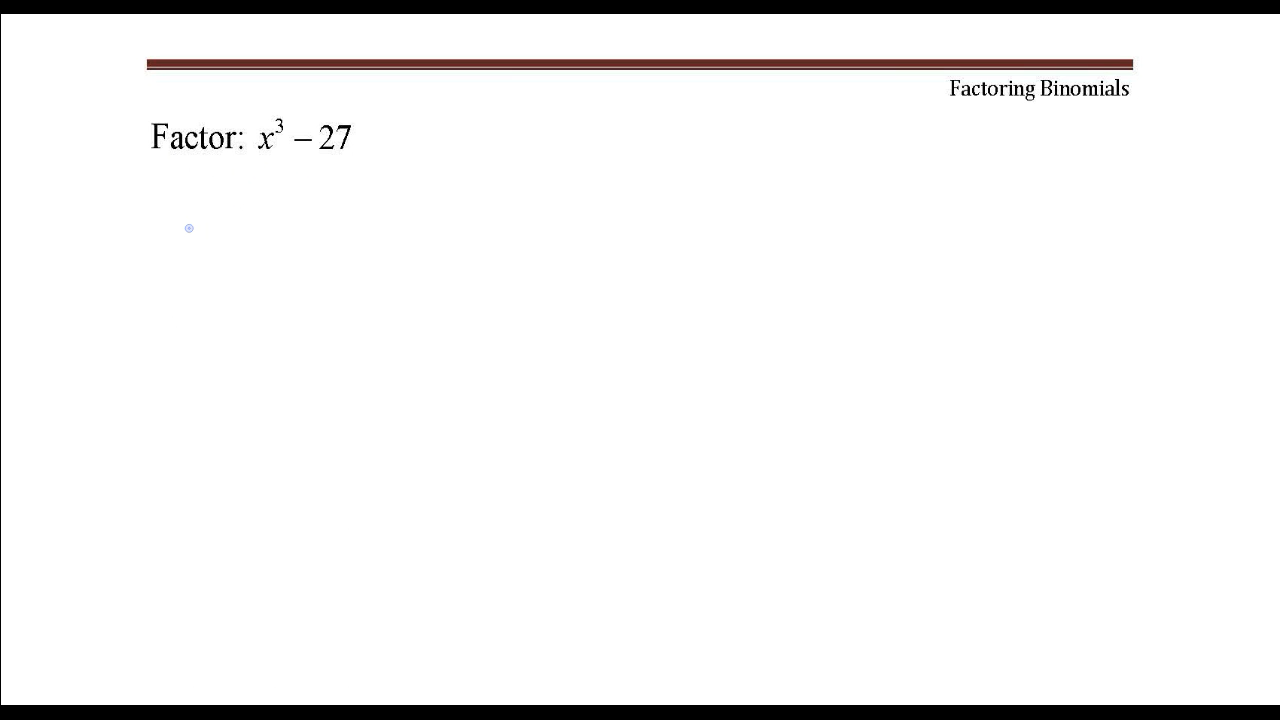 Factoring Binomials
Factor: x³ − 27